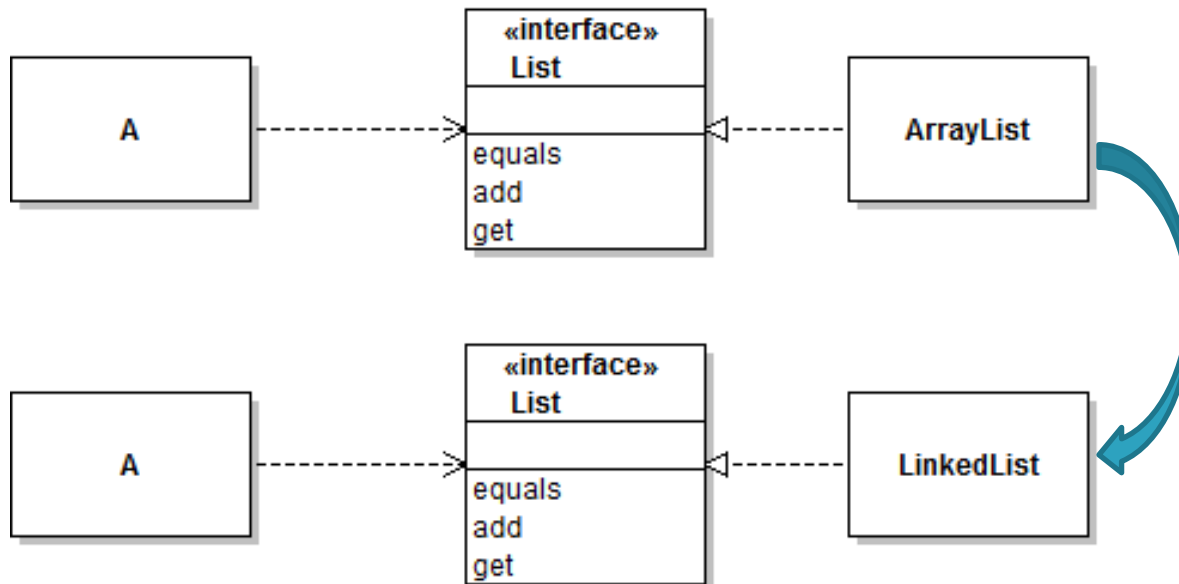 «interface»
List
A
ArrayList
equals
add
get
«interface»
List
A
LinkedList
equals
add
get